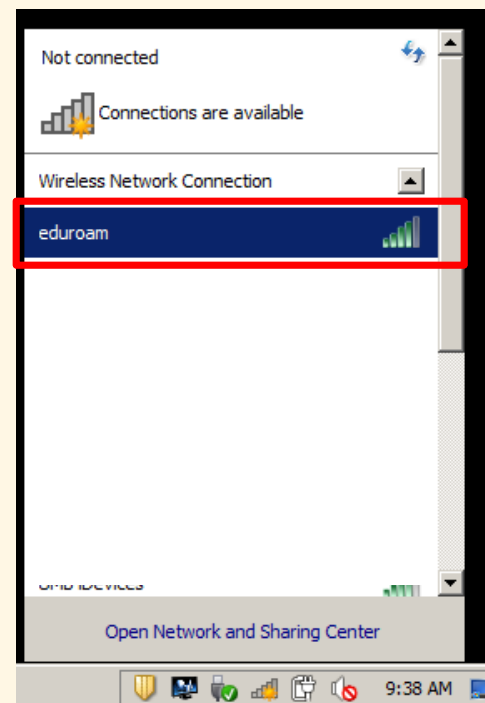 Not connected
Connections are available
Wireless Network Connection
eduroam
Open Network and Sharing Center
9:38 AM